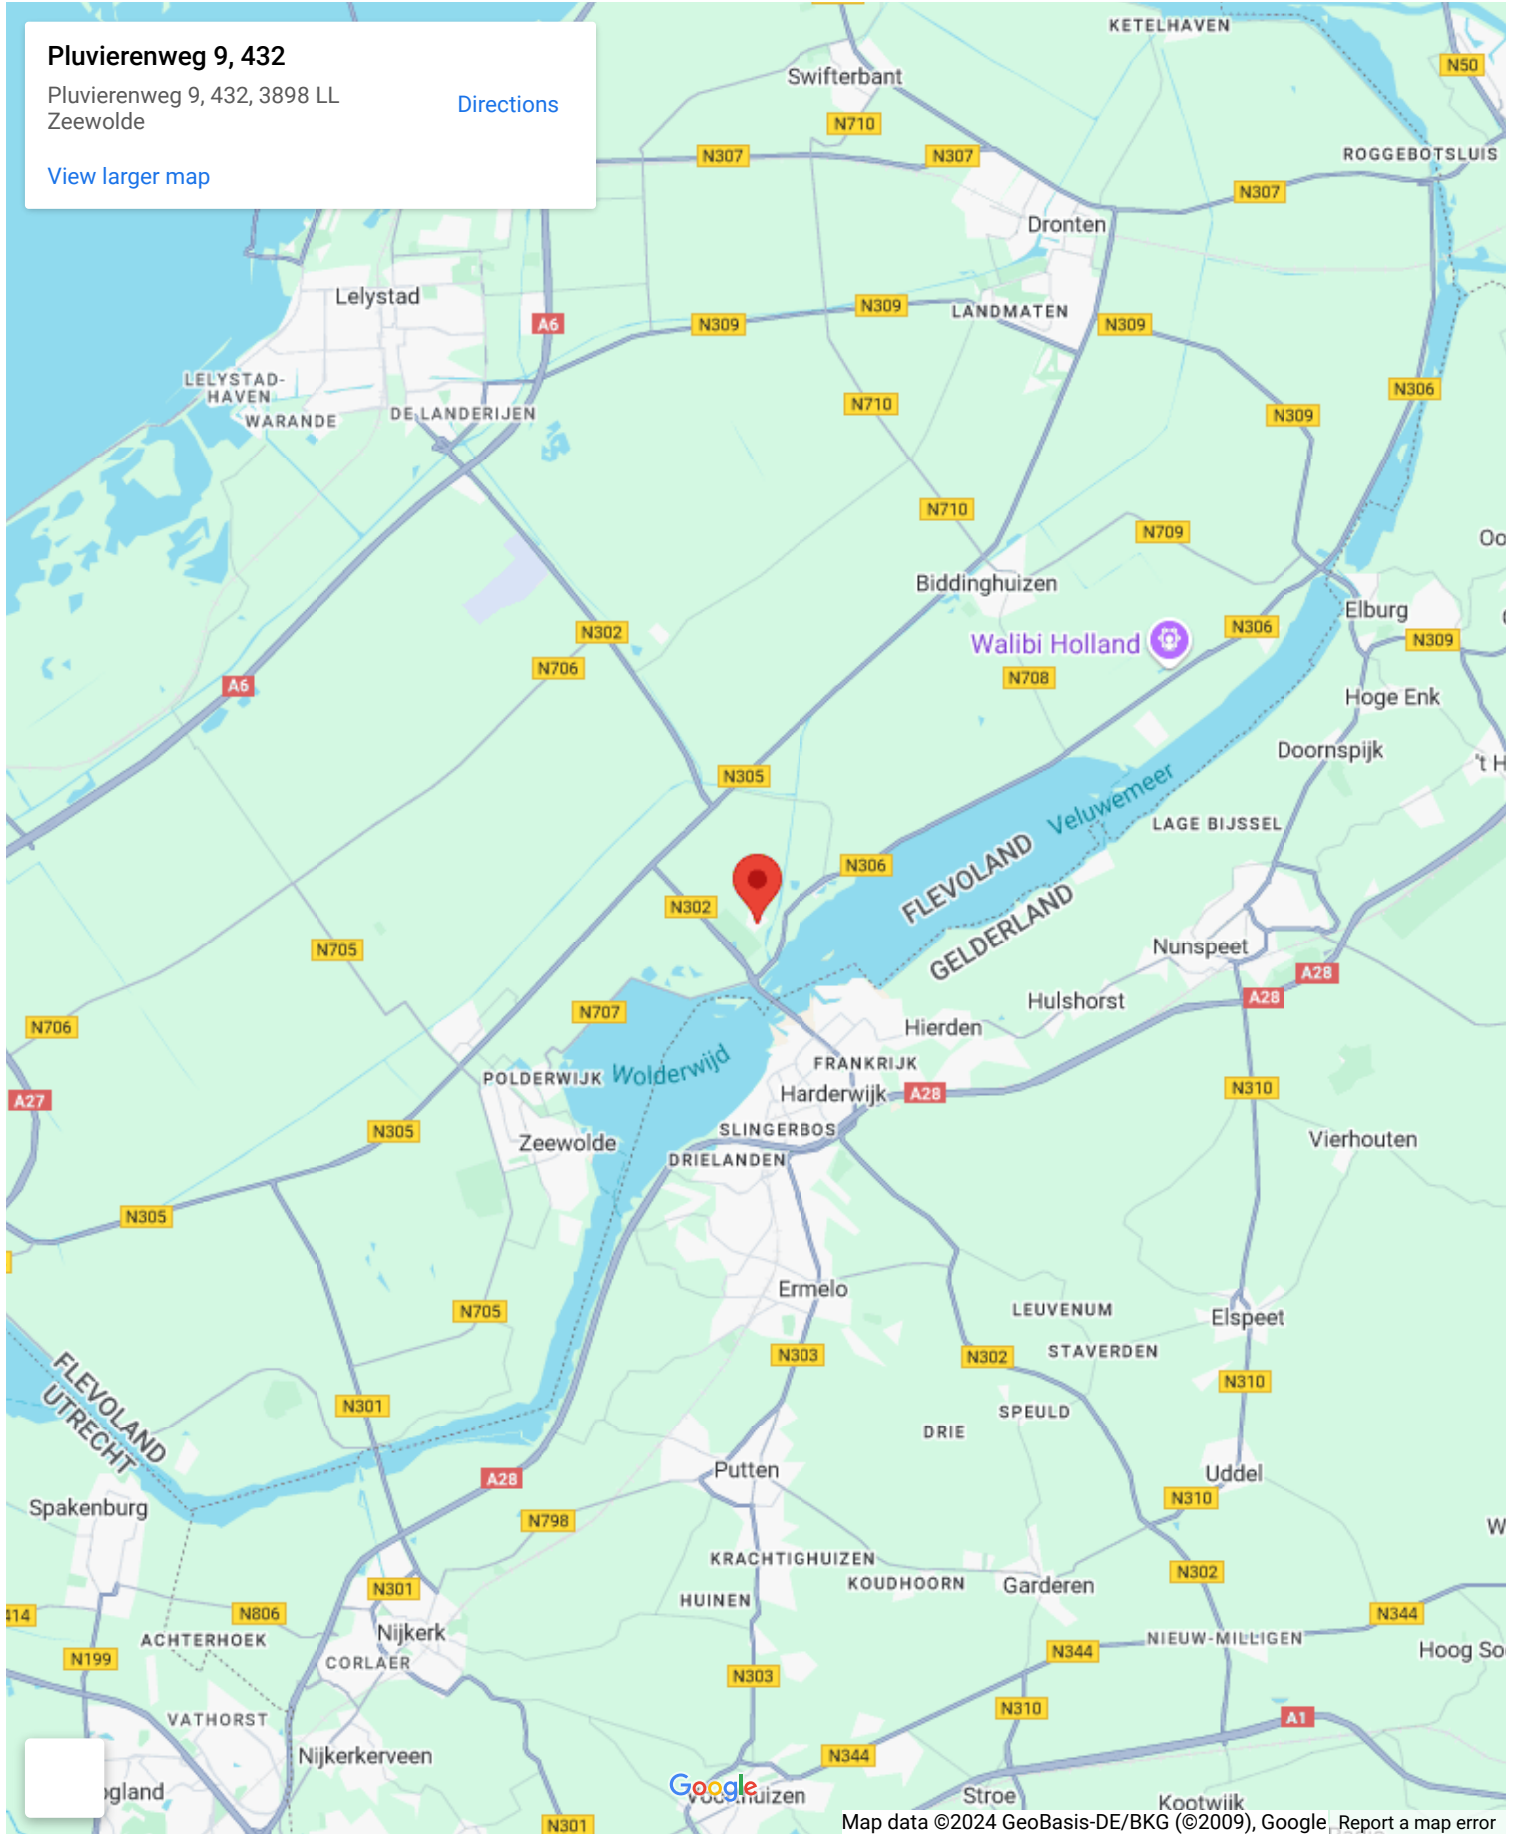 Pluvierenweg 9, 432
Pluvierenweg 9, 432, 3898 LL
Zeewolde
Directions
View larger map
KETELHAVEN
N50
Swifterbant
N710
N307
N307
ROGGEBOTSLUIS
N307
Dronten
Lelystad
A6
N309
N309
LANDMATEN
N309
LELYSTAD-
HAVEN
WARANDE
DE LANDERIJEN
N710
N306
N309
N710
N709
Oo
Biddinghuizen
Elburg
N302
N306
N309
Walibi Holland
N706
N708
A6
Hoge Enk
Doornspijk
't H
N305
Veluwemeer
LAGE BIJSSEL
N306
FLEVOLAND
GELDERLAND
N302
N705
Nunspeet
A28
A28
Hulshorst
N707
N706
Hierden
FRANKRIJK
Wolderwijd
POLDERWIJK
Harderwijk
A28
N310
A27
N305
SLINGERBOS
Zeewolde
Vierhouten
DRIELANDEN
N305
Ermelo
N705
LEUVENUM
Elspeet
N303
N302
STAVERDEN
FLEVOLAND
UTRECHT
N310
N301
SPEULD
DRIE
Putten
A28
Uddel
N310
Spakenburg
N798
W
KRACHTIGHUIZEN
N302
KOUDHOORN
Garderen
N301
HUINEN
N806
414
N344
Nijkerk
ACHTERHOEK
NIEUW-MILLIGEN
Hoog So
N199
CORLAER
N344
N303
N310
VATHORST
A1
Nijkerkerveen
N344
Google
ogland
Stroe
Kootwijk
N301
Map data ©2024 GeoBasis-DE/BKG (©2009), Google
Report a map error